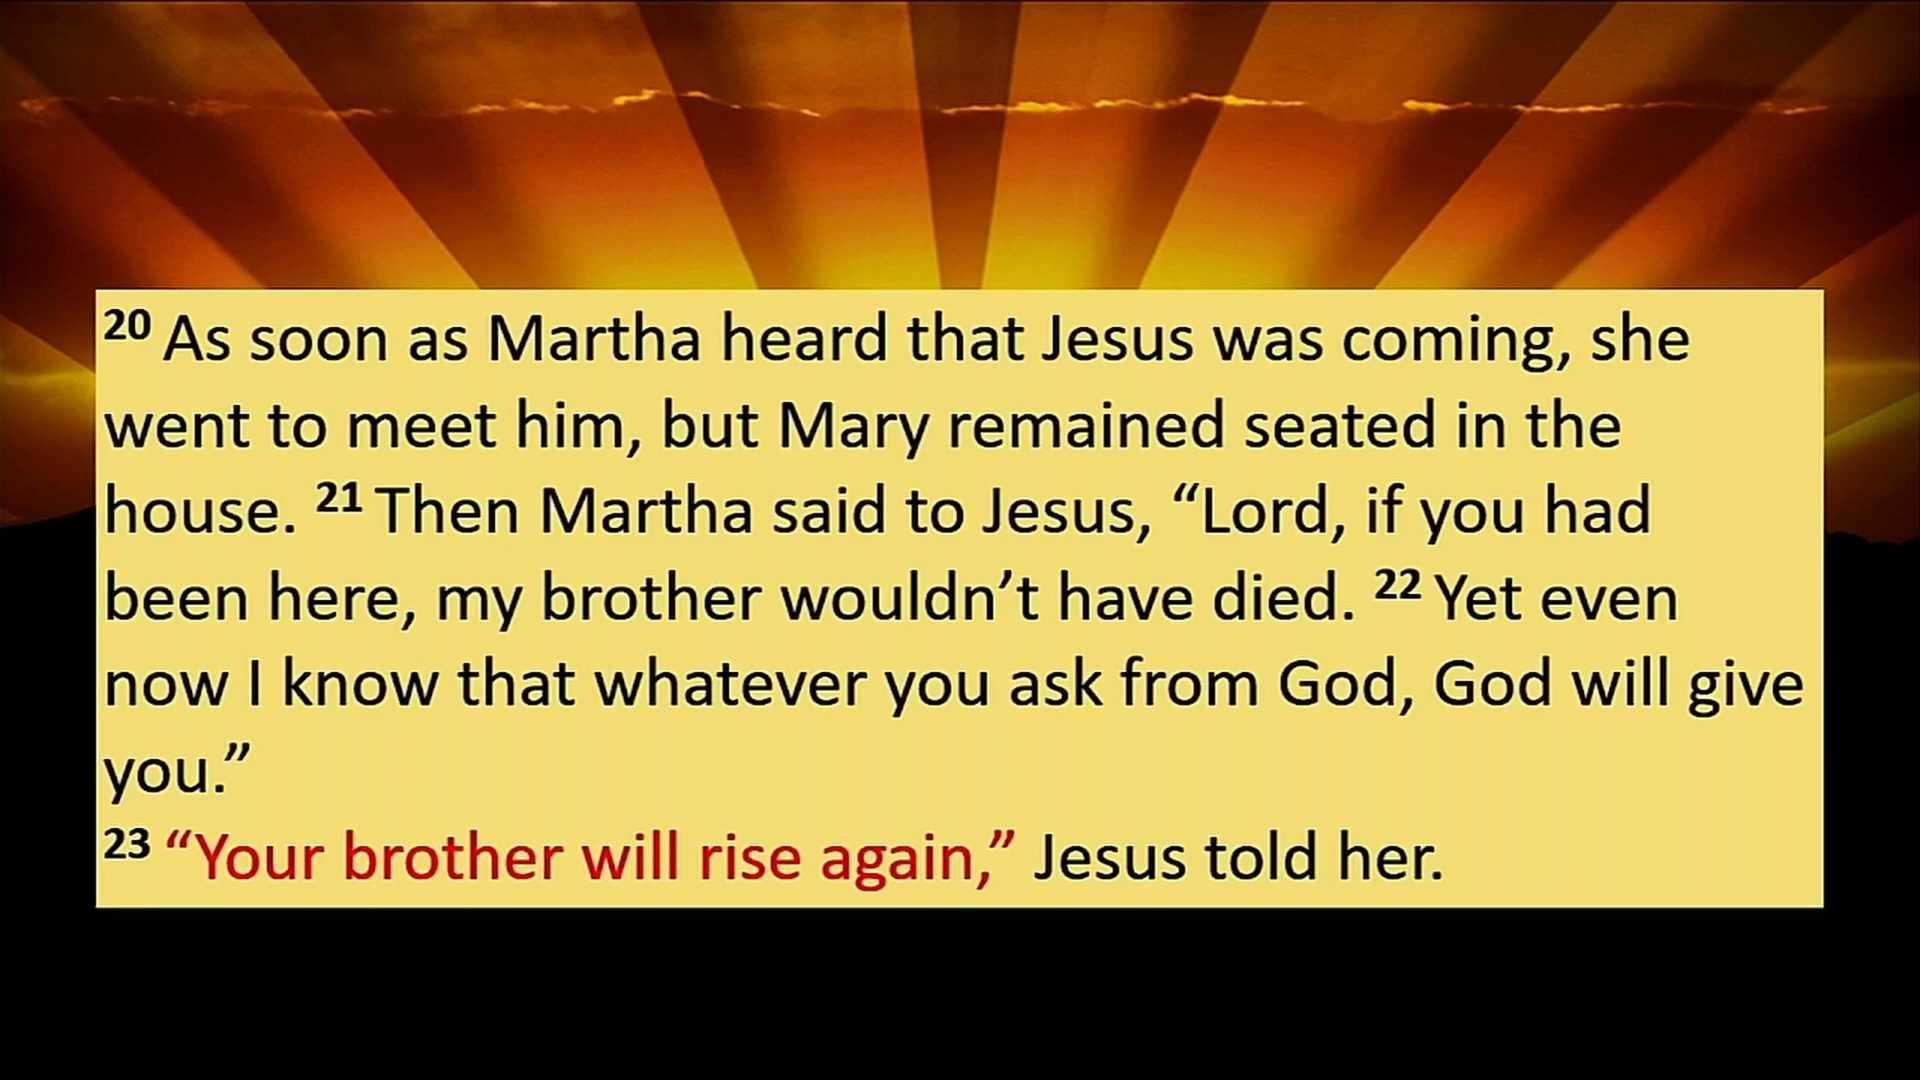 20 As soon as Martha heard that Jesus was coming, she
went to meet him, but Mary remained seated in the
house. 21 Then Martha said to Jesus, “Lord, if you had
been here, my brother wouldn’t have died. 22 Yet even
now I know that whatever you ask from God, God will give
you.”
23 “Your brother will rise again,” Jesus told her.